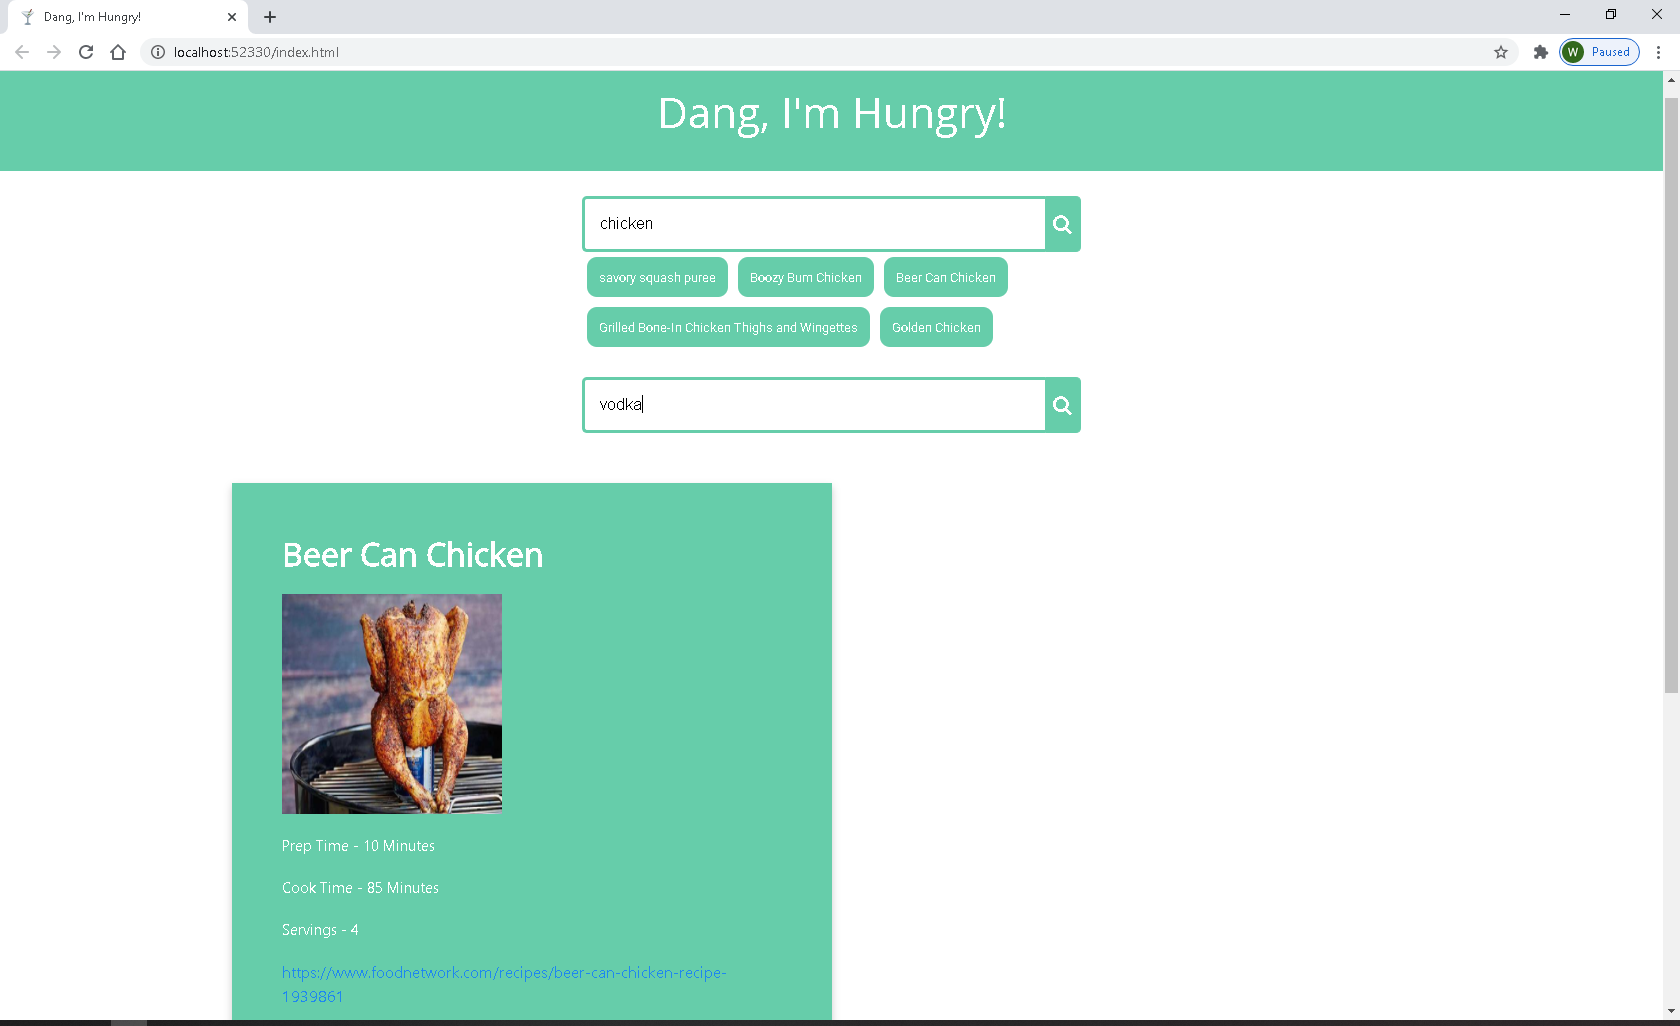 Dang, I'm Hungry!
localhost:52330/index.html
W Paused
Dang, I'm Hungry!
chicken
savory squash puree Boozy Bum Chicken Beer Can Chicken
Grilled Bone-In Chicken Thighs and Wingettes Golden Chicken
vodka
Beer Can Chicken
Prep Time - 10 Minutes
Cook Time - 85 Minutes
Servings - 4
https://www.foodnetwork.com/recipes/beer-can-chicken-recipe-
1939861